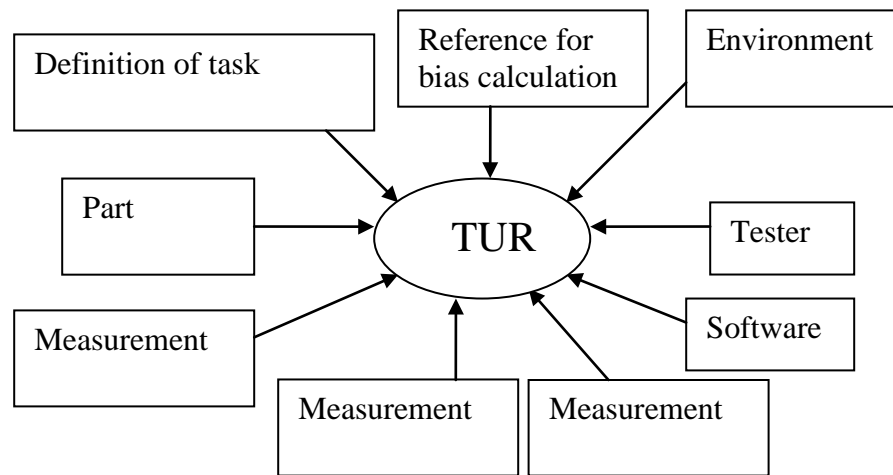 Definition of task
Reference for
bias calculation
Environment
Part
TUR
Tester
Measurement
Software
Measurement
Measurement